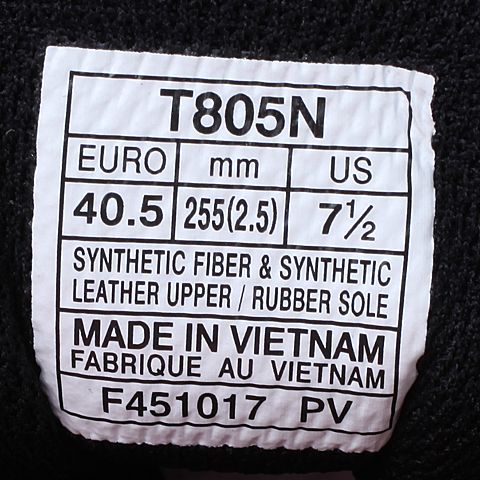 T805N
EURO mm US
40.5 255(2.5) 7½
SYNTHETIC FIBER & SYNTHETIC
LEATHER UPPER / RUBBER SOLE
MADE IN VIETNAM
FABRIQUE AU VIETNAM
F451017 PV